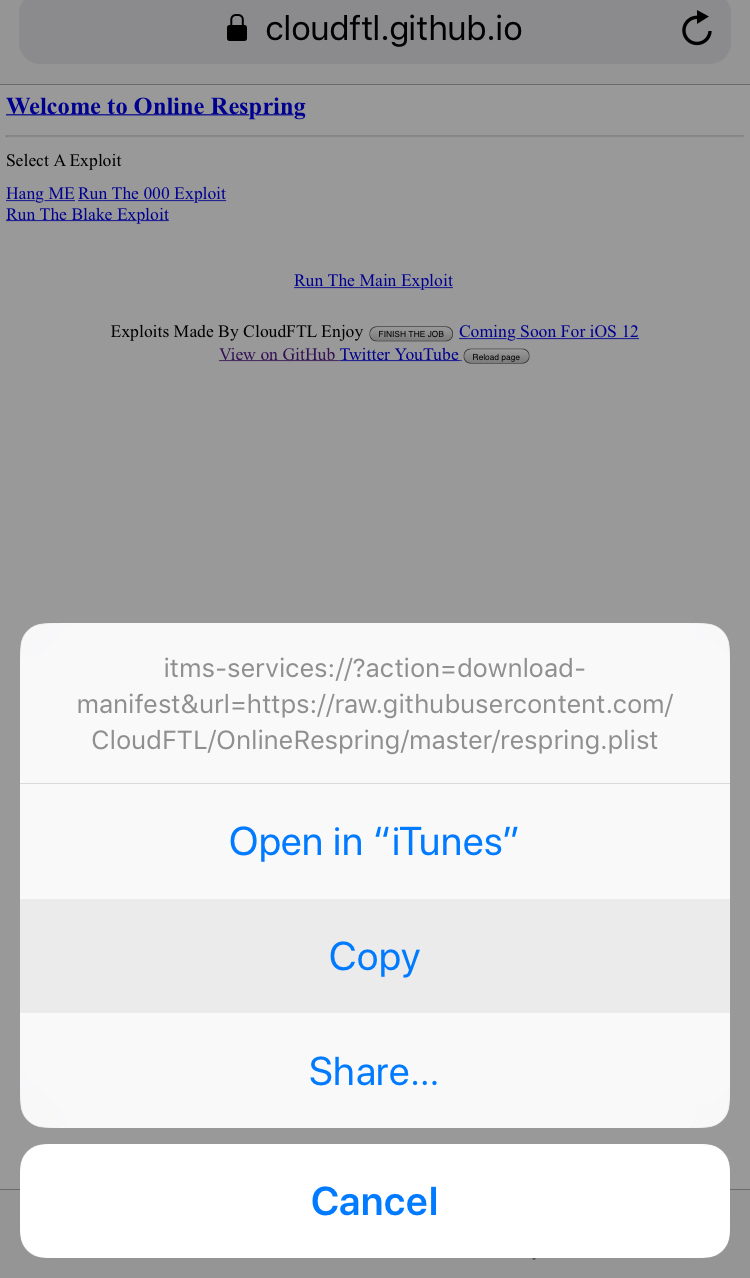 cloudftl.github.io
Welcome to Online Respring
Select A Exploit
Hang ME Run The 000 Exploit
Run The Blake Exploit
Run The Main Exploit
Exploits Made By CloudFTL Enjoy FINISH THE JOB Coming Soon For iOS 12
View on GitHub Twitter YouTube Reload page
itms-services://?action=download-
manifest&url=https://raw.githubusercontent.com/
CloudFTL/OnlineRespring/master/respring.plist
Open in “iTunes”
Copy
Share...
Cancel